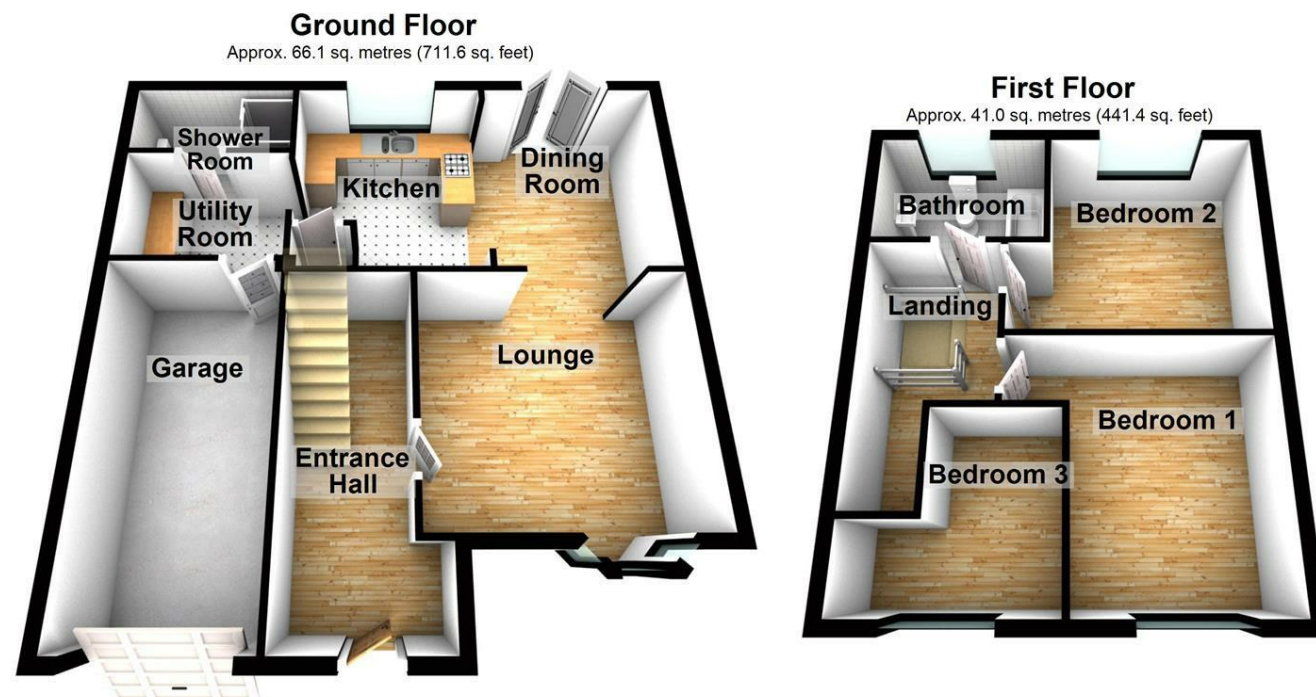 Ground Floor
Approx. 66.1 sq. metres (711.6 sq. feet)
Shower
Room
Utility
Room
Kitchen
Dining
Room
Garage
Entrance
Hall
Lounge
First Floor
Approx. 41.0 sq. metres (441.4 sq. feet)
Bathroom
Bedroom 2
Landing
Bedroom 1
Bedroom 3